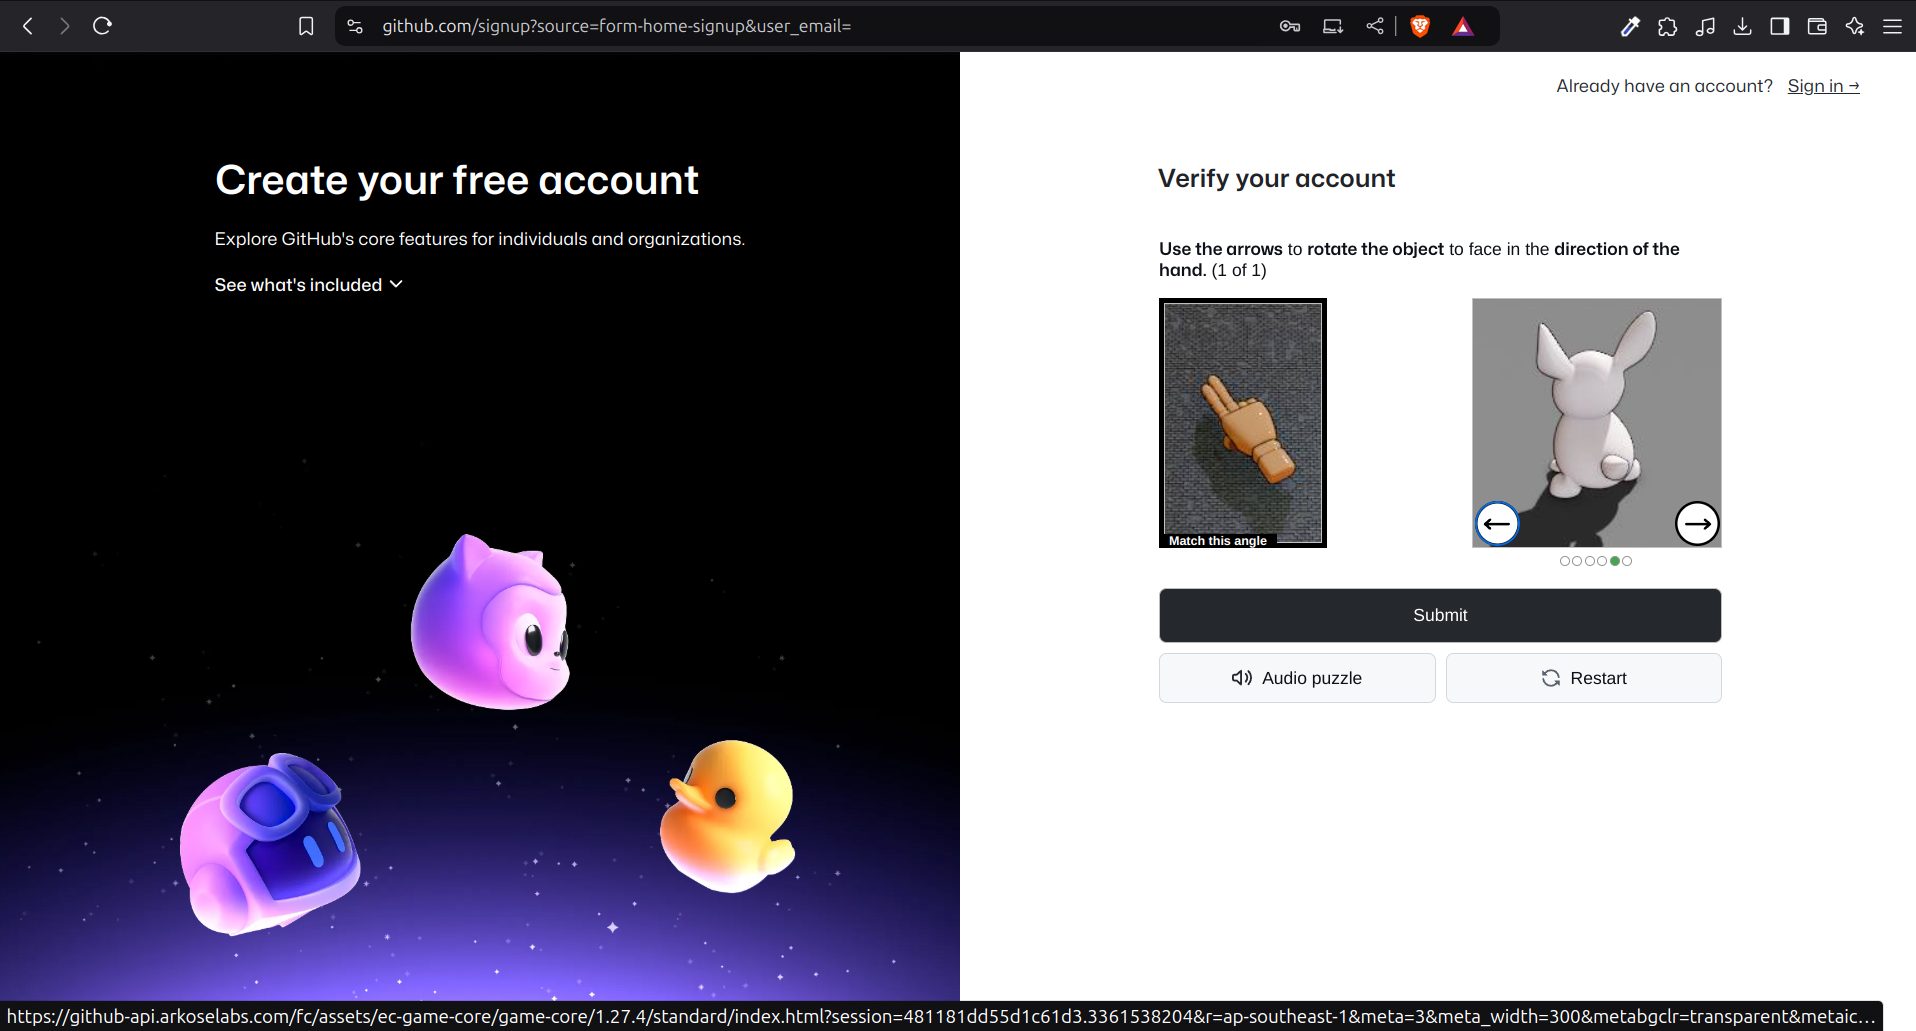 github.com/signup?source=form-home-signup&user_email=
Already have an account? Sign in →
Create your free account
Explore GitHub's core features for individuals and organizations.
See what's included
Verify your account
Use the arrows to rotate the object to face in the direction of the
hand. (1 of 1)
Match this angle
Submit
Audio puzzle
Restart
https://github-api.arkoselabs.com/fc/assets/ec-game-core/game-core/1.27.4/standard/index.html?session=481181dd55d1c61d3.3361538204&r=ap-southeast-1&meta=3&meta_width=300&metabgclr=transparent&metaic…